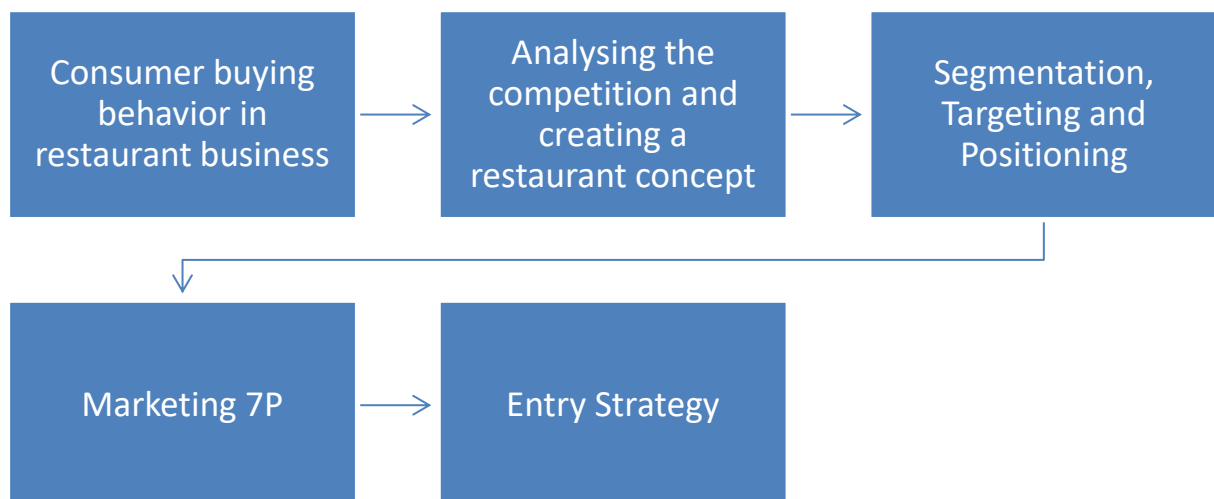 Consumer buying
behavior in
restaurant business
Analysing the
competition and
creating a
restaurant concept
Segmentation,
Targeting and
Positioning
Marketing 7P
Entry Strategy